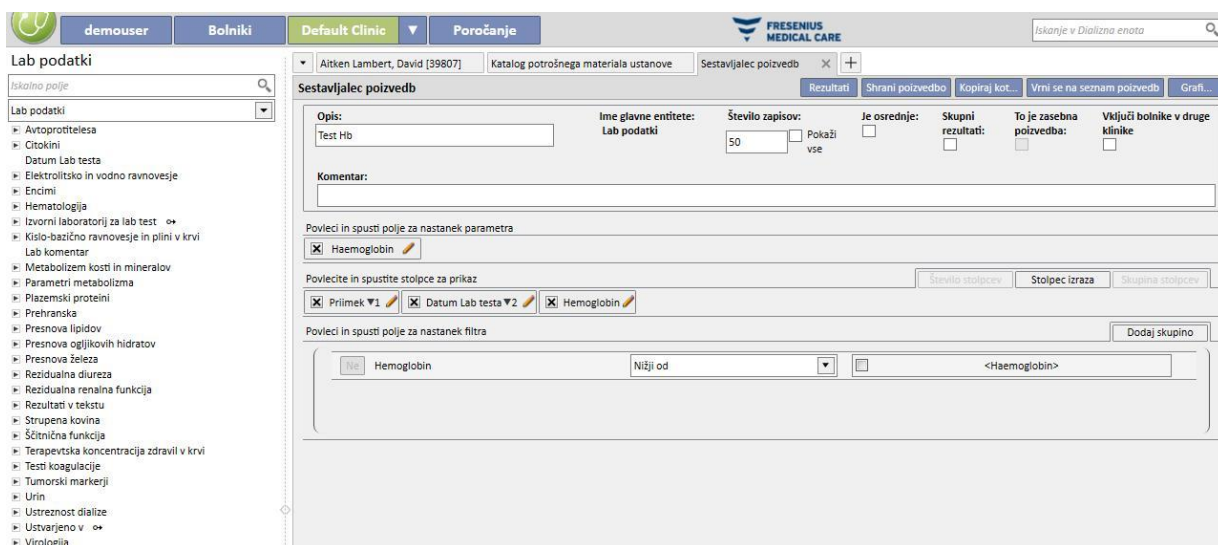 demouser
Bolniki
Default Clinic
Poročanje
FRESENIUS
MEDICAL CARE
Iskanje v Dializna enota
Lab podatki
Iskalno polje
Lab podatki
Avtoprotitelesa
Citokini
Datum Lab testa
Elektrolitsko in vodno ravnovesje
Encimi
Hematologija
Izvorni laboratorij za lab test
Kislo-bazično ravnovesje in plini v krvi
Lab komentar
Metabolizem kosti in mineralov
Parametri metabolizma
Plazemski proteini
Prehranska
Presnova lipidov
Presnova ogljikovih hidratov
Presnova železa
Rezidualna diureza
Rezidualna renalna funkcija
Rezultati v tekstu
Strupena kovina
Ščitnična funkcija
Terapevtska koncentracija zdravil v krvi
Testi koagulacije
Tumorski markerji
Urin
Ustreznost dialize
Ustvarjeno v
Virologija
Aitken Lambert, David [39807]
Katalog potrošnega materiala ustanove
Sestavljalec poizvedb
Sestavljalec poizvedb
Rezultati
Shrani poizvedbo
Kopiraj kot...
Vrni se na seznam poizvedb
Grafi...
Opis:
Test Hb
Ime glavne entitete:
Lab podatki
Število zapisov:
50
Pokaži
vse
Je osrednje:
Skupni
rezultati:
To je zasebna
poizvedba:
Vključi bolnike v druge
klinike
Komentar:
Povleci in spusti polje za nastanek parametra
Haemoglobin
Povlecite in spustite stolpce za prikaz
Število stolpcev
Stolpec izraza
Skupina stolpcev
Priimek ▼1
Datum Lab testa ▼2
Hemoglobin
Povleci in spusti polje za nastanek filtra
Dodaj skupino
Ne
Hemoglobin
Nižji od
<Haemoglobin>